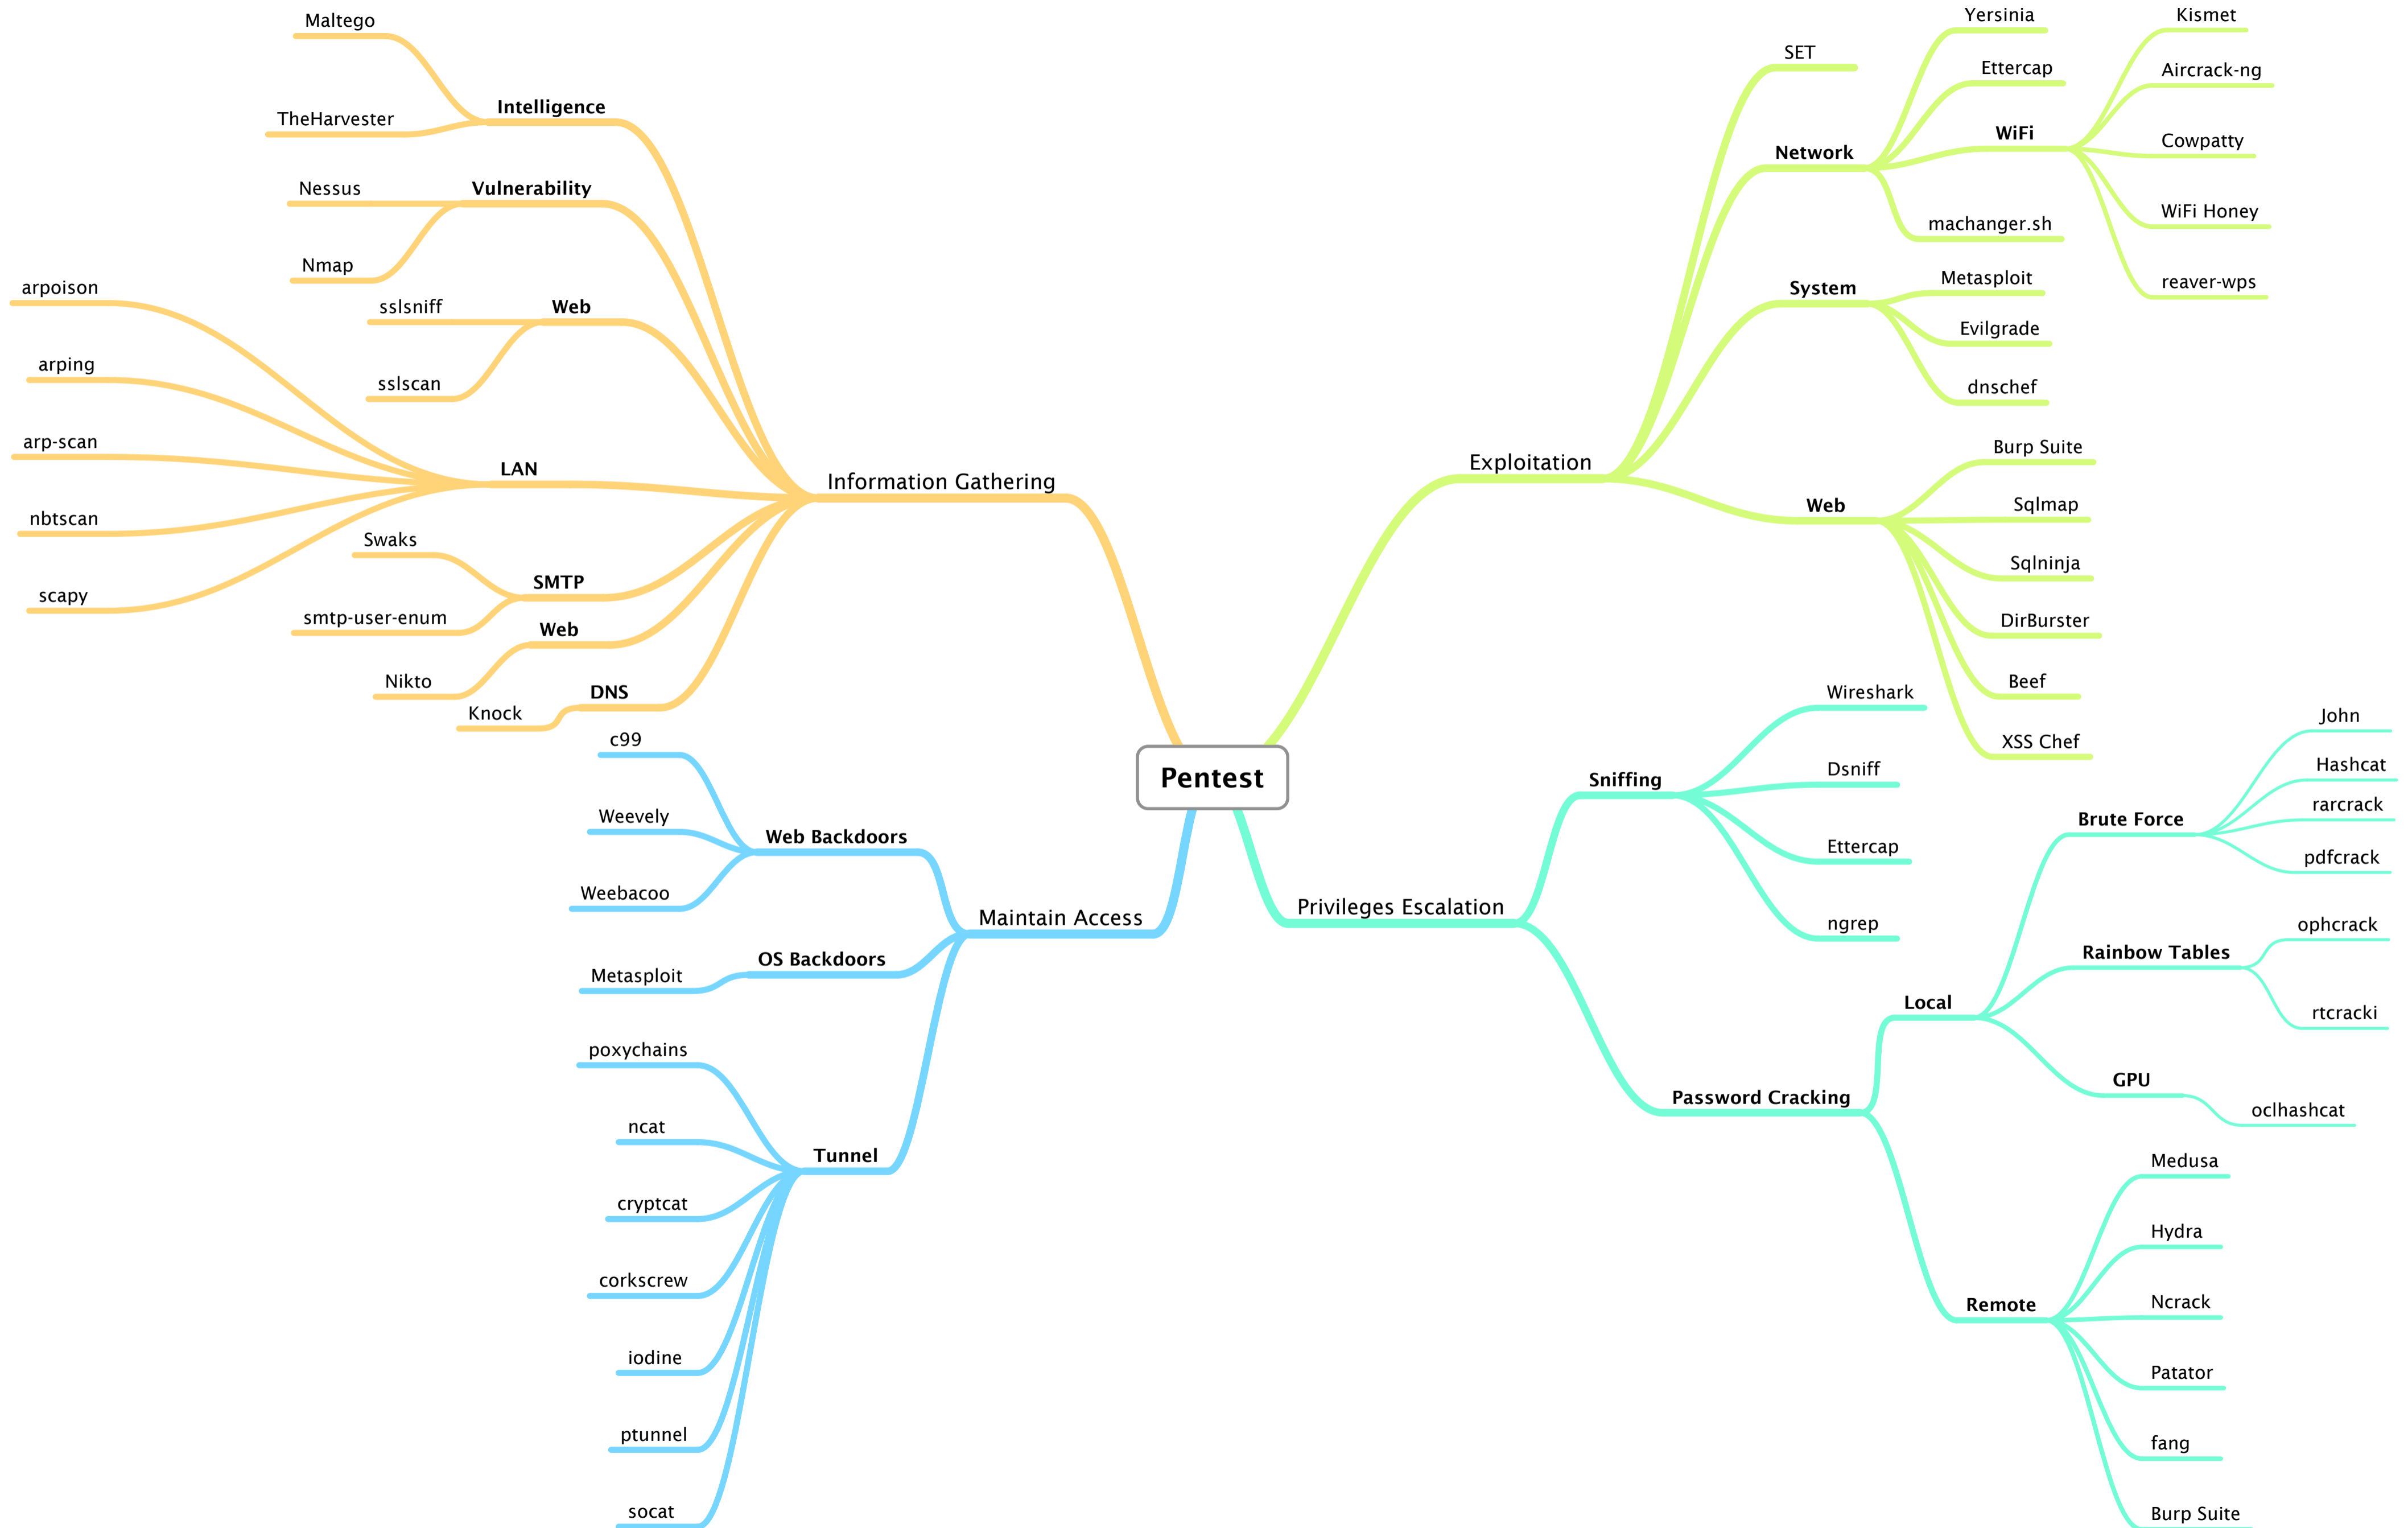 Pentest
Information Gathering
Intelligence
Maltego
TheHarvester
Vulnerability
Nessus
Nmap
Web
sslsniff
sslscan
LAN
arpoison
arping
arp-scan
nbtscan
scapy
SMTP
Swaks
smtp-user-enum
Web
Nikto
DNS
Knock
Exploitation
SET
Network
Yersinia
Ettercap
WiFi
Kismet
Aircrack-ng
Cowpatty
WiFi Honey
reaver-wps
machanger.sh
System
Metasploit
Evilgrade
dnschef
Web
Burp Suite
Sqlmap
Sqlninja
DirBurster
Beef
XSS Chef
Maintain Access
Web Backdoors
c99
Weevely
Weebacoo
OS Backdoors
Metasploit
Tunnel
poxychains
ncat
cryptcat
corkscrew
iodine
ptunnel
socat
Privileges Escalation
Sniffing
Wireshark
Dsniff
Ettercap
ngrep
Password Cracking
Local
Brute Force
John
Hashcat
rarcrack
pdfcrack
Rainbow Tables
ophcrack
rtcracki
GPU
oclhashcat
Remote
Medusa
Hydra
Ncrack
Patator
fang
Burp Suite